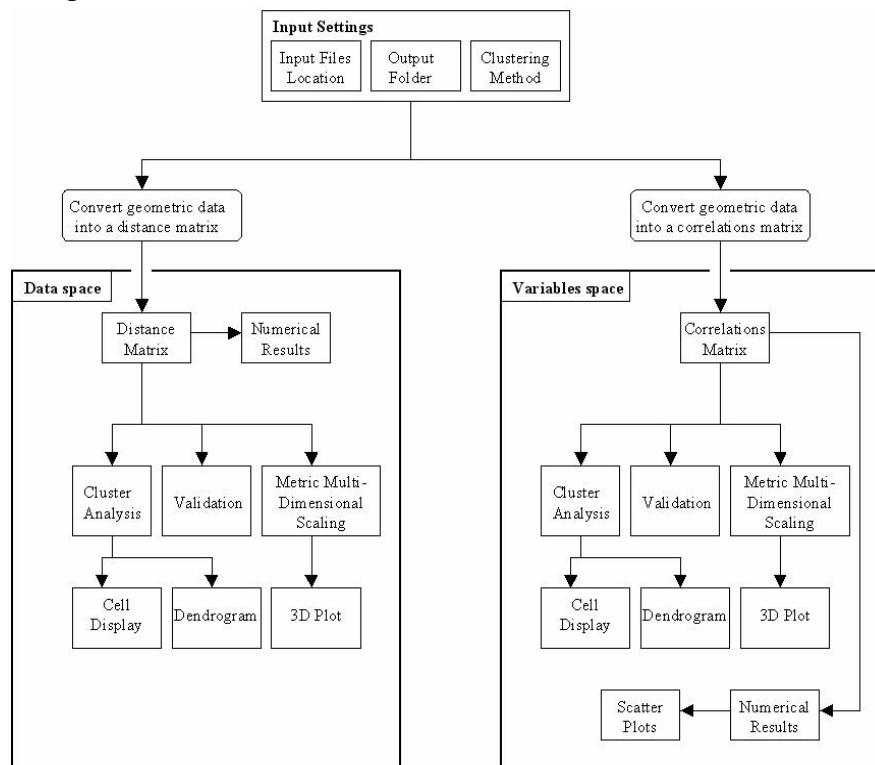 Input Settings
Input Files
Location
Output
Folder
Clustering
Method
Convert geometric data
into a distance matrix
Convert geometric data
into a correlations matrix
Data space
Distance
Matrix
Numerical
Results
Cluster
Analysis
Validation
Metric Multi-
Dimensional
Scaling
Cell
Display
Dendrogram
3D Plot
Variables space
Correlations
Matrix
Cluster
Analysis
Validation
Metric Multi-
Dimensional
Scaling
Cell
Display
Dendrogram
3D Plot
Scatter
Plots
Numerical
Results